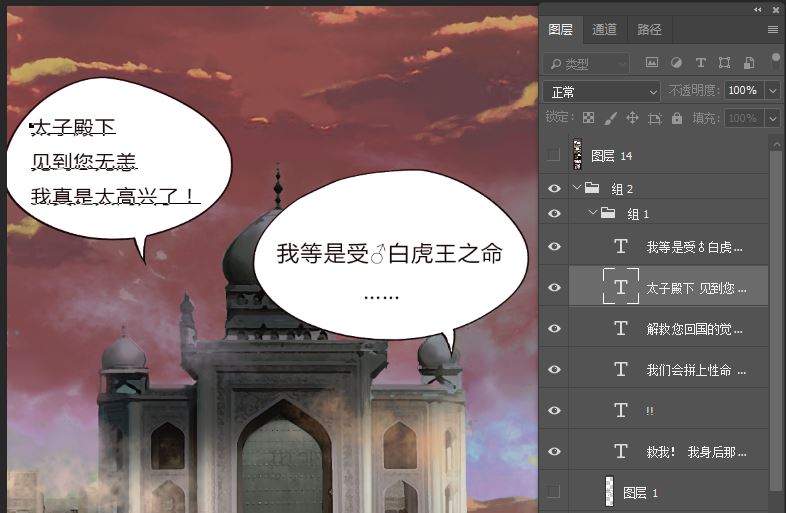 图层 通道 路径
类型
正常 不透明度: 100%
锁定: 填充: 100%
图层 14
组 2
组 1
我等是受♂白虎...
太子殿下 见到您 ...
解救您回国的觉...
我们会拼上性命 ...
!!
救我! 我身后那...
图层 1
太子殿下
见到您无恙
我真是太高兴了！
我等是受♂白虎王之命
……